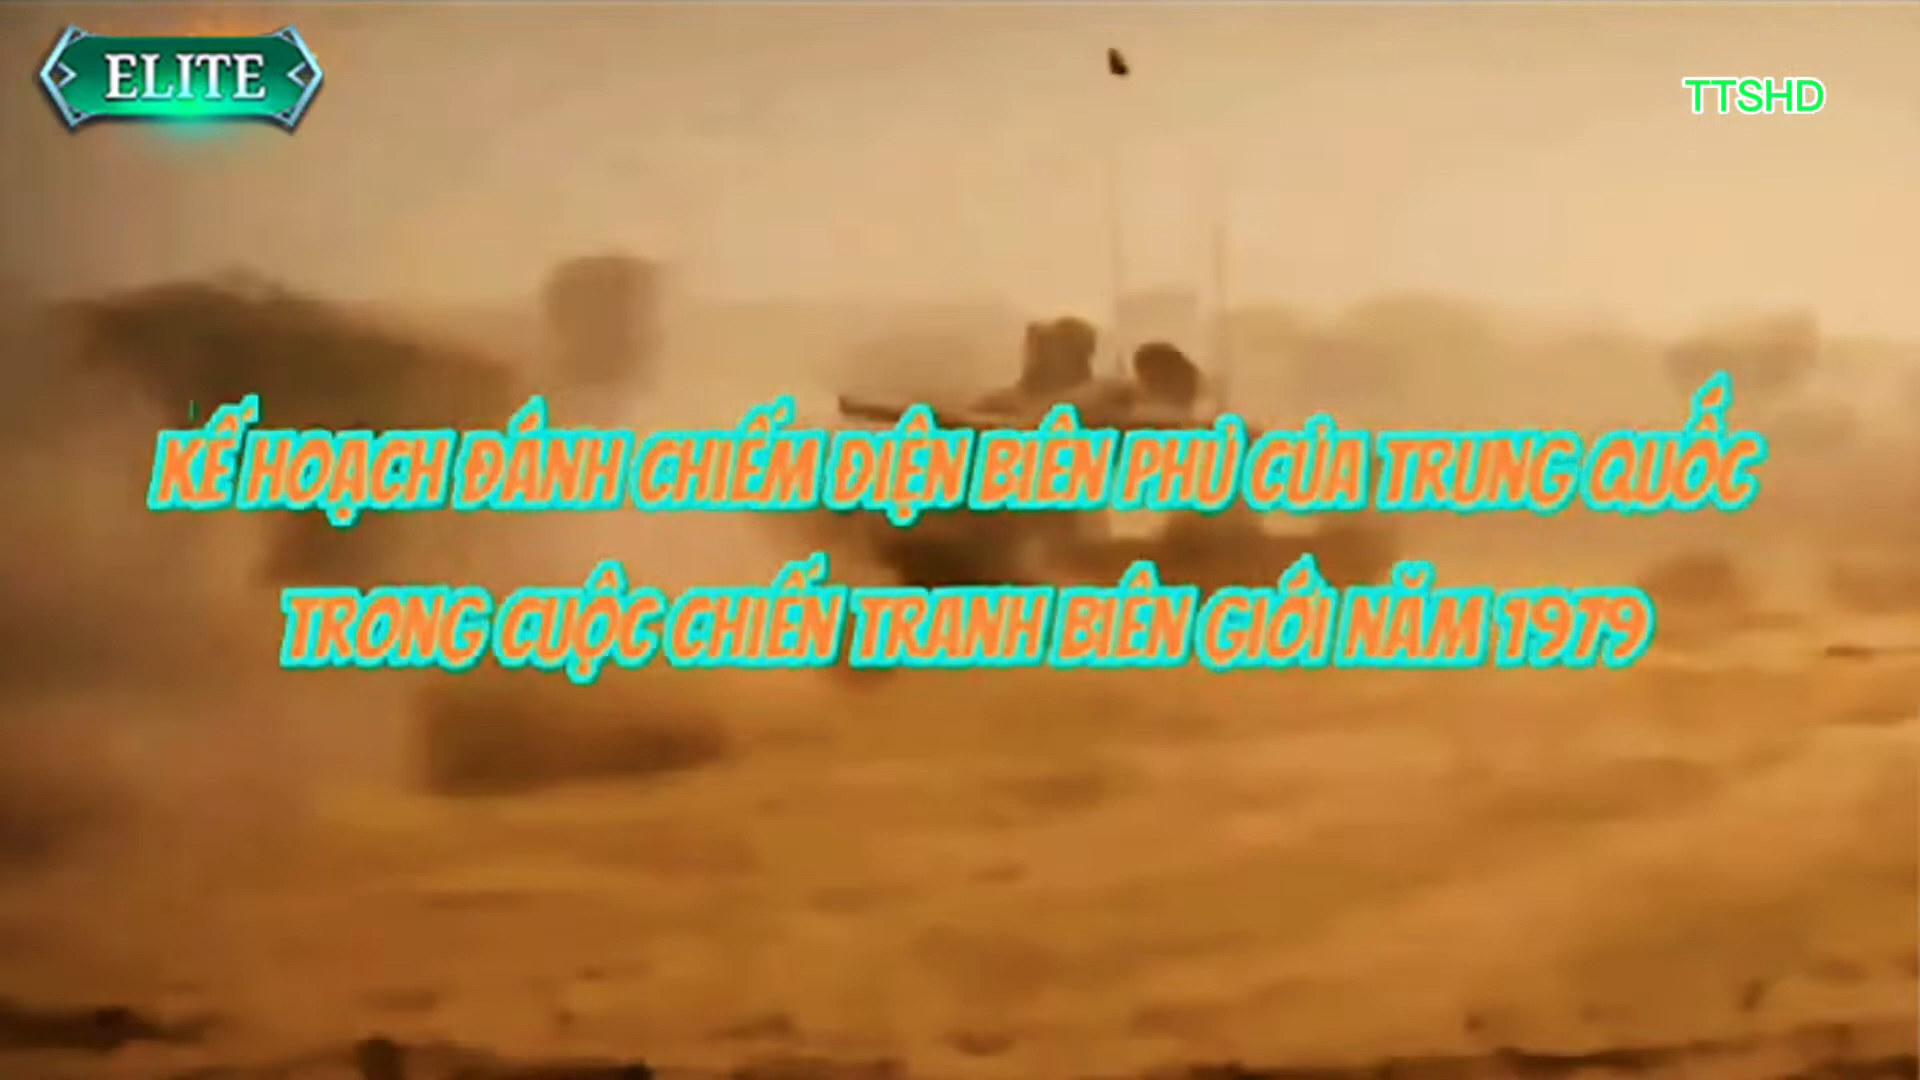 ELITE
TTSHD
KẾ HOẠCH ĐÁNH CHIẾM ĐIỆN BIÊN PHỦ CỦA TRUNG QUỐC
TRONG CUỘC CHIẾN TRANH BIÊN GIỚI NĂM 1979